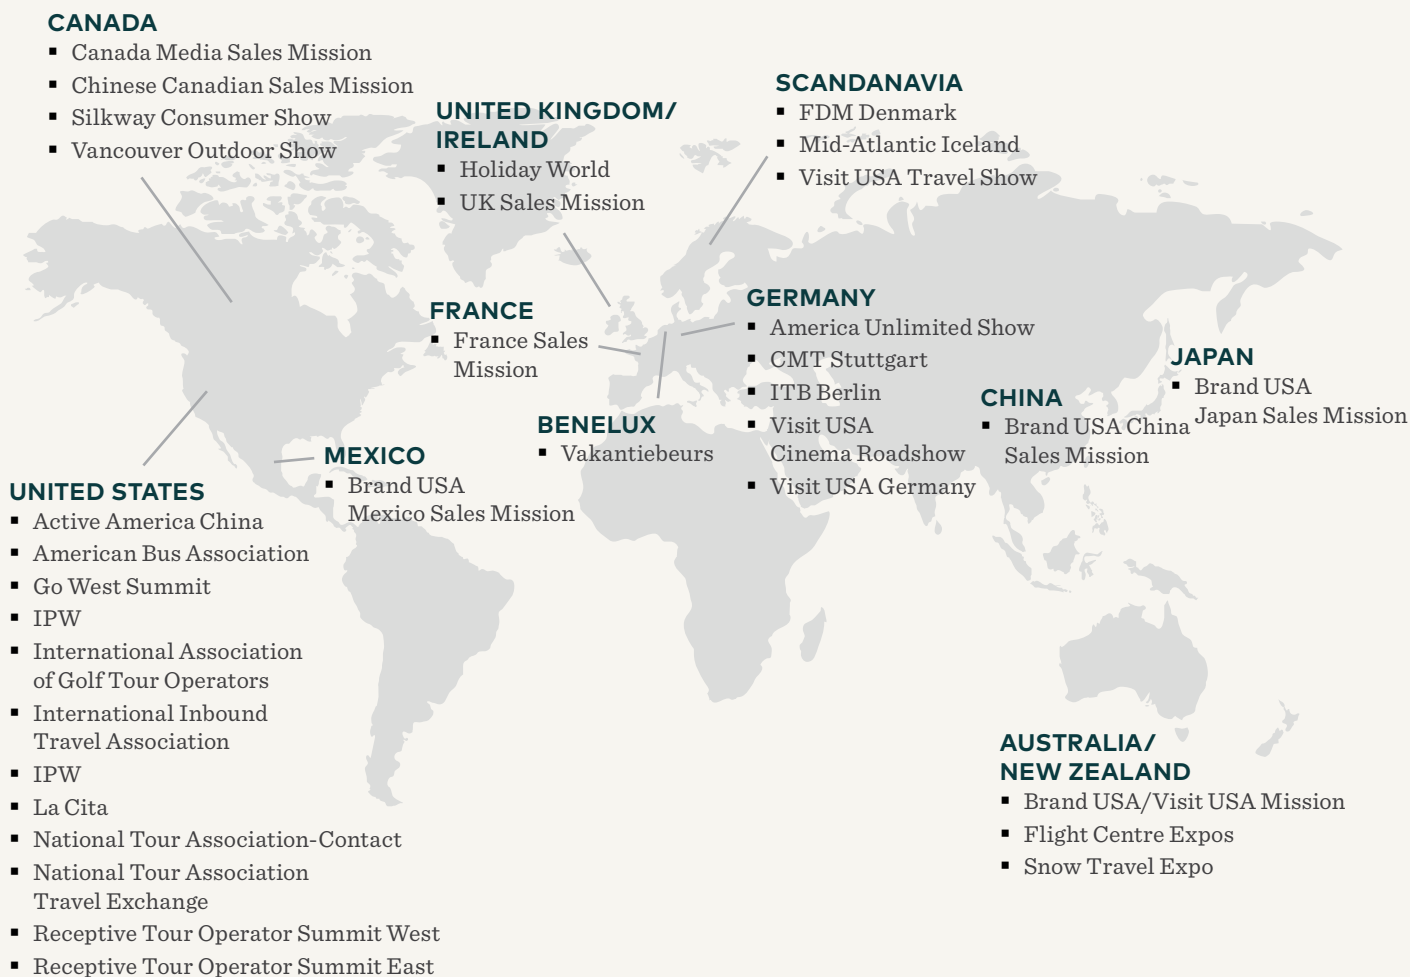 CANADA
▪ Canada Media Sales Mission
▪ Chinese Canadian Sales Mission
▪ Silkway Consumer Show
▪ Vancouver Outdoor Show
UNITED KINGDOM/
IRELAND
▪ Holiday World
▪ UK Sales Mission
SCANDANAVIA
▪ FDM Denmark
▪ Mid-Atlantic Iceland
▪ Visit USA Travel Show
FRANCE
▪ France Sales
Mission
GERMANY
▪ America Unlimited Show
▪ CMT Stuttgart
▪ ITB Berlin
▪ Visit USA
Cinema Roadshow
▪ Visit USA Germany
JAPAN
▪ Brand USA
Japan Sales Mission
CHINA
▪ Brand USA China
Sales Mission
BENELUX
▪ Vakantiebeurs
MEXICO
▪ Brand USA
Mexico Sales Mission
UNITED STATES
▪ Active America China
▪ American Bus Association
▪ Go West Summit
▪ IPW
▪ International Association
of Golf Tour Operators
▪ International Inbound
Travel Association
▪ IPW
▪ La Cita
▪ National Tour Association-Contact
▪ National Tour Association
Travel Exchange
▪ Receptive Tour Operator Summit West
▪ Receptive Tour Operator Summit East
AUSTRALIA/
NEW ZEALAND
▪ Brand USA/Visit USA Mission
▪ Flight Centre Expos
▪ Snow Travel Expo